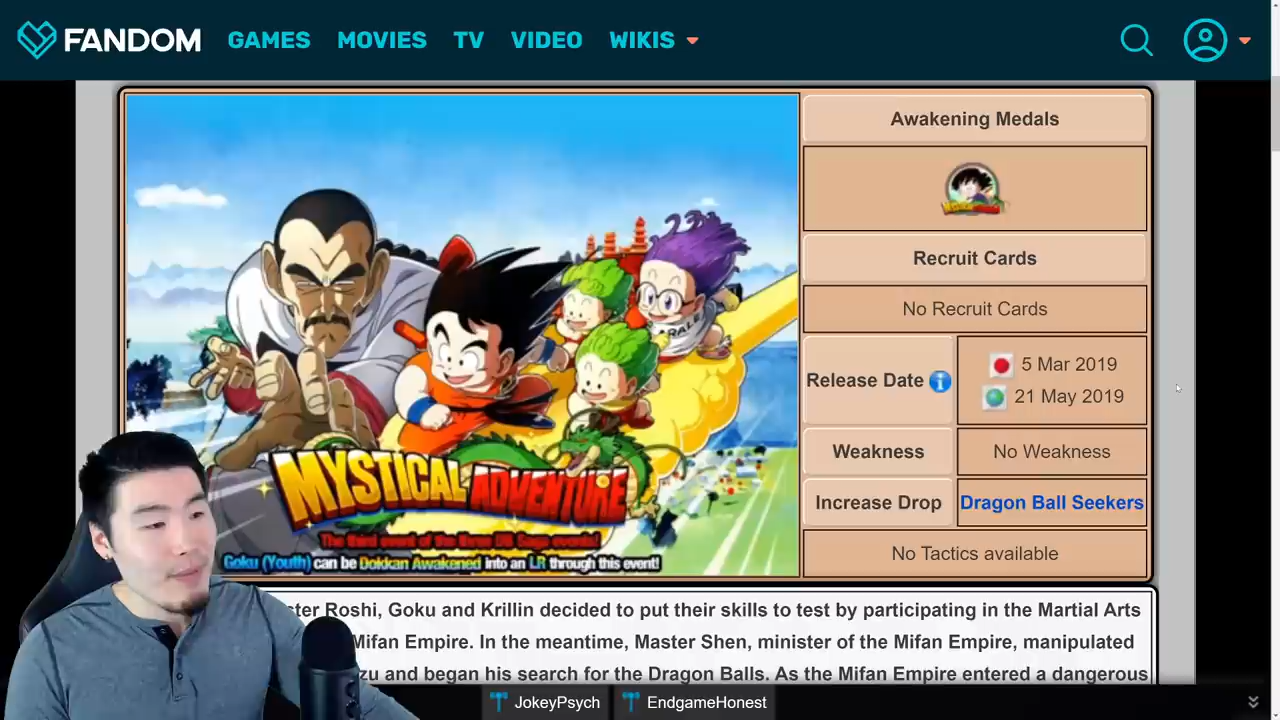 FANDOM GAMES MOVIES TV VIDEO WIKIS
Awakening Medals
Recruit Cards
No Recruit Cards
Release Date
5 Mar 2019
21 May 2019
Weakness
No Weakness
Increase Drop
Dragon Ball Seekers
No Tactics available
ARALE
MYSTICAL ADVENTURE
The third event of the three DB Saga events!
Goku (Youth) can be Dokkan Awakened into an LR through this event!
ster Roshi, Goku and Krillin decided to put their skills to test by participating in the Martial Arts
Mifan Empire. In the meantime, Master Shen, minister of the Mifan Empire, manipulated
zu and began his search for the Dragon Balls. As the Mifan Empire entered a dangerous
JokeyPsych
EndgameHonest